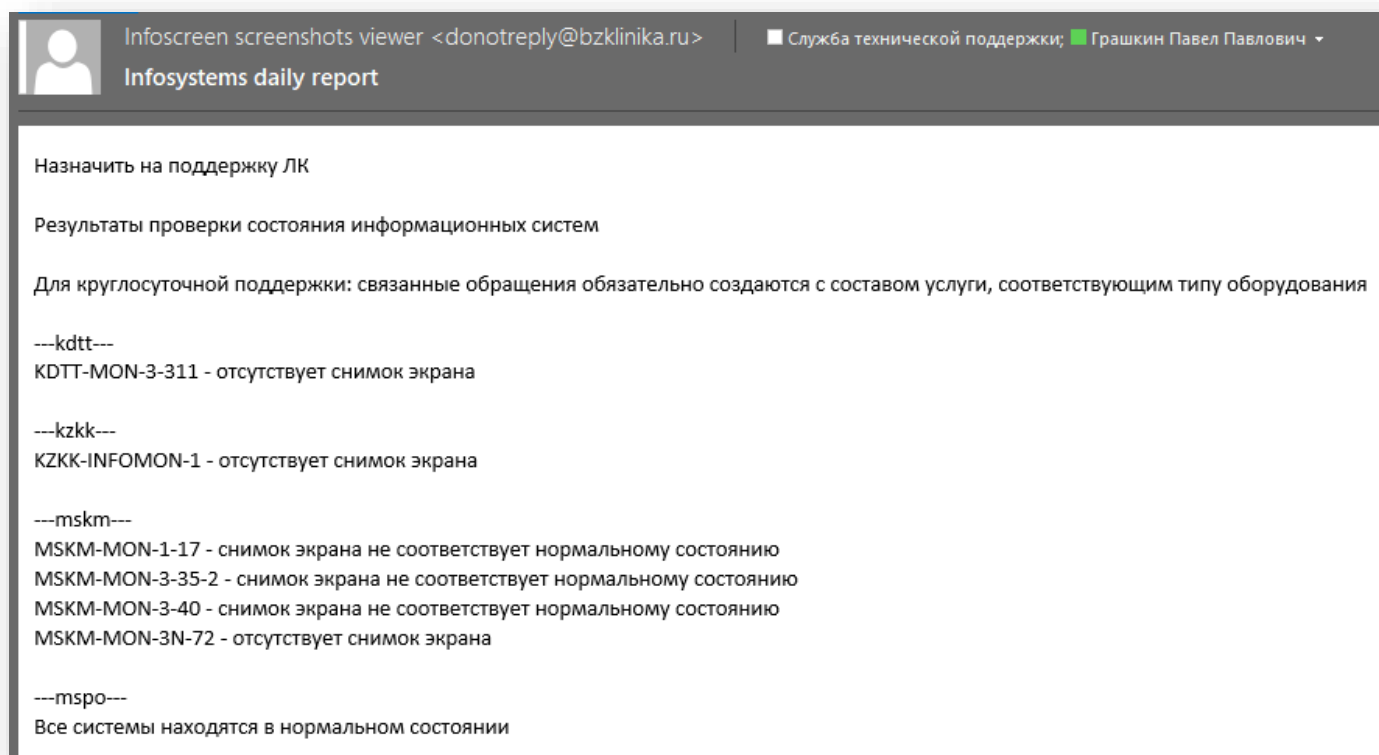 Infoscreen screenshots viewer <donotreply@bzklinika.ru>
Служба технической поддержки; Грашкин Павел Павлович
Infosystems daily report
Назначить на поддержку ЛК
Результаты проверки состояния информационных систем
Для круглосуточной поддержки: связанные обращения обязательно создаются с составом услуги, соответствующим типу оборудования
---kdtt---
KDTT-MON-3-311 - отсутствует снимок экрана
---kzkk---
KZKK-INFOMON-1 - отсутствует снимок экрана
---mskm---
MSKM-MON-1-17 - снимок экрана не соответствует нормальному состоянию
MSKM-MON-3-35-2 - снимок экрана не соответствует нормальному состоянию
MSKM-MON-3-40 - снимок экрана не соответствует нормальному состоянию
MSKM-MON-3N-72 - отсутствует снимок экрана
---mspo---
Все системы находятся в нормальном состоянии